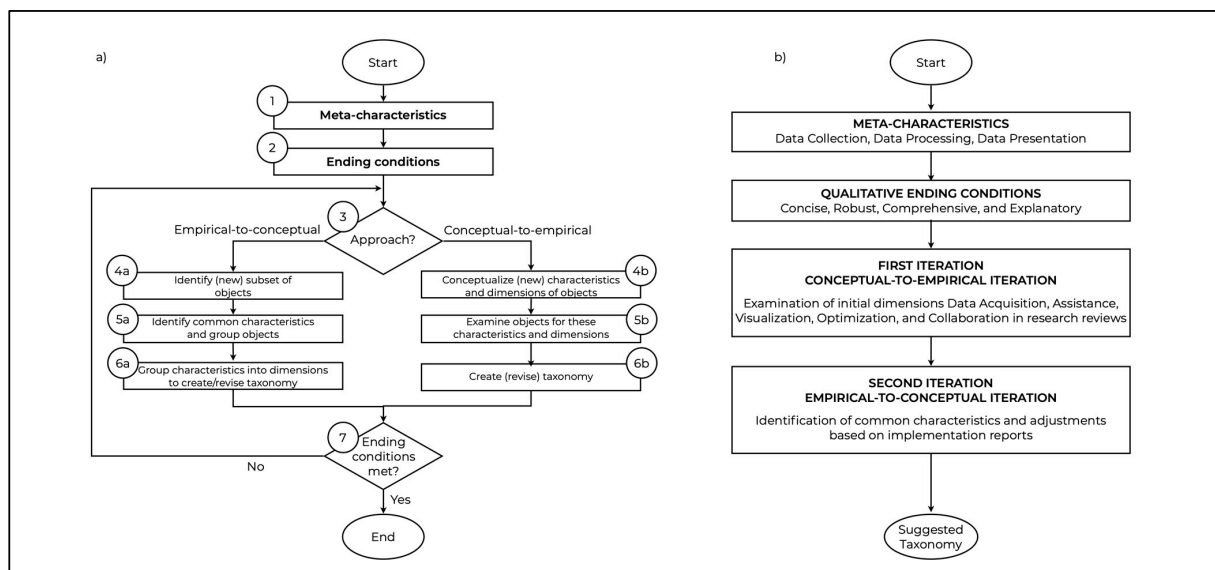 a)
Start
1
Meta-characteristics
2
Ending conditions
3
Approach?
Empirical-to-conceptual
Conceptual-to-empirical
4a
Identify (new) subset of
objects
4b
Conceptualize (new) characteristics
and dimensions of objects
5a
Identify common characteristics
and group objects
5b
Examine objects for these
characteristics and dimensions
6a
Group characteristics into dimensions
to create/revise taxonomy
6b
Create (revise) taxonomy
7
Ending
conditions
met?
No
Yes
End
b)
Start
META-CHARACTERISTICS
Data Collection, Data Processing, Data Presentation
QUALITATIVE ENDING CONDITIONS
Concise, Robust, Comprehensive, and Explanatory
FIRST ITERATION
CONCEPTUAL-TO-EMPIRICAL ITERATION
Examination of initial dimensions Data Acquisition, Assistance,
Visualization, Optimization, and Collaboration in research reviews
SECOND ITERATION
EMPIRICAL-TO-CONCEPTUAL ITERATION
Identification of common characteristics and adjustments
based on implementation reports
Suggested
Taxonomy